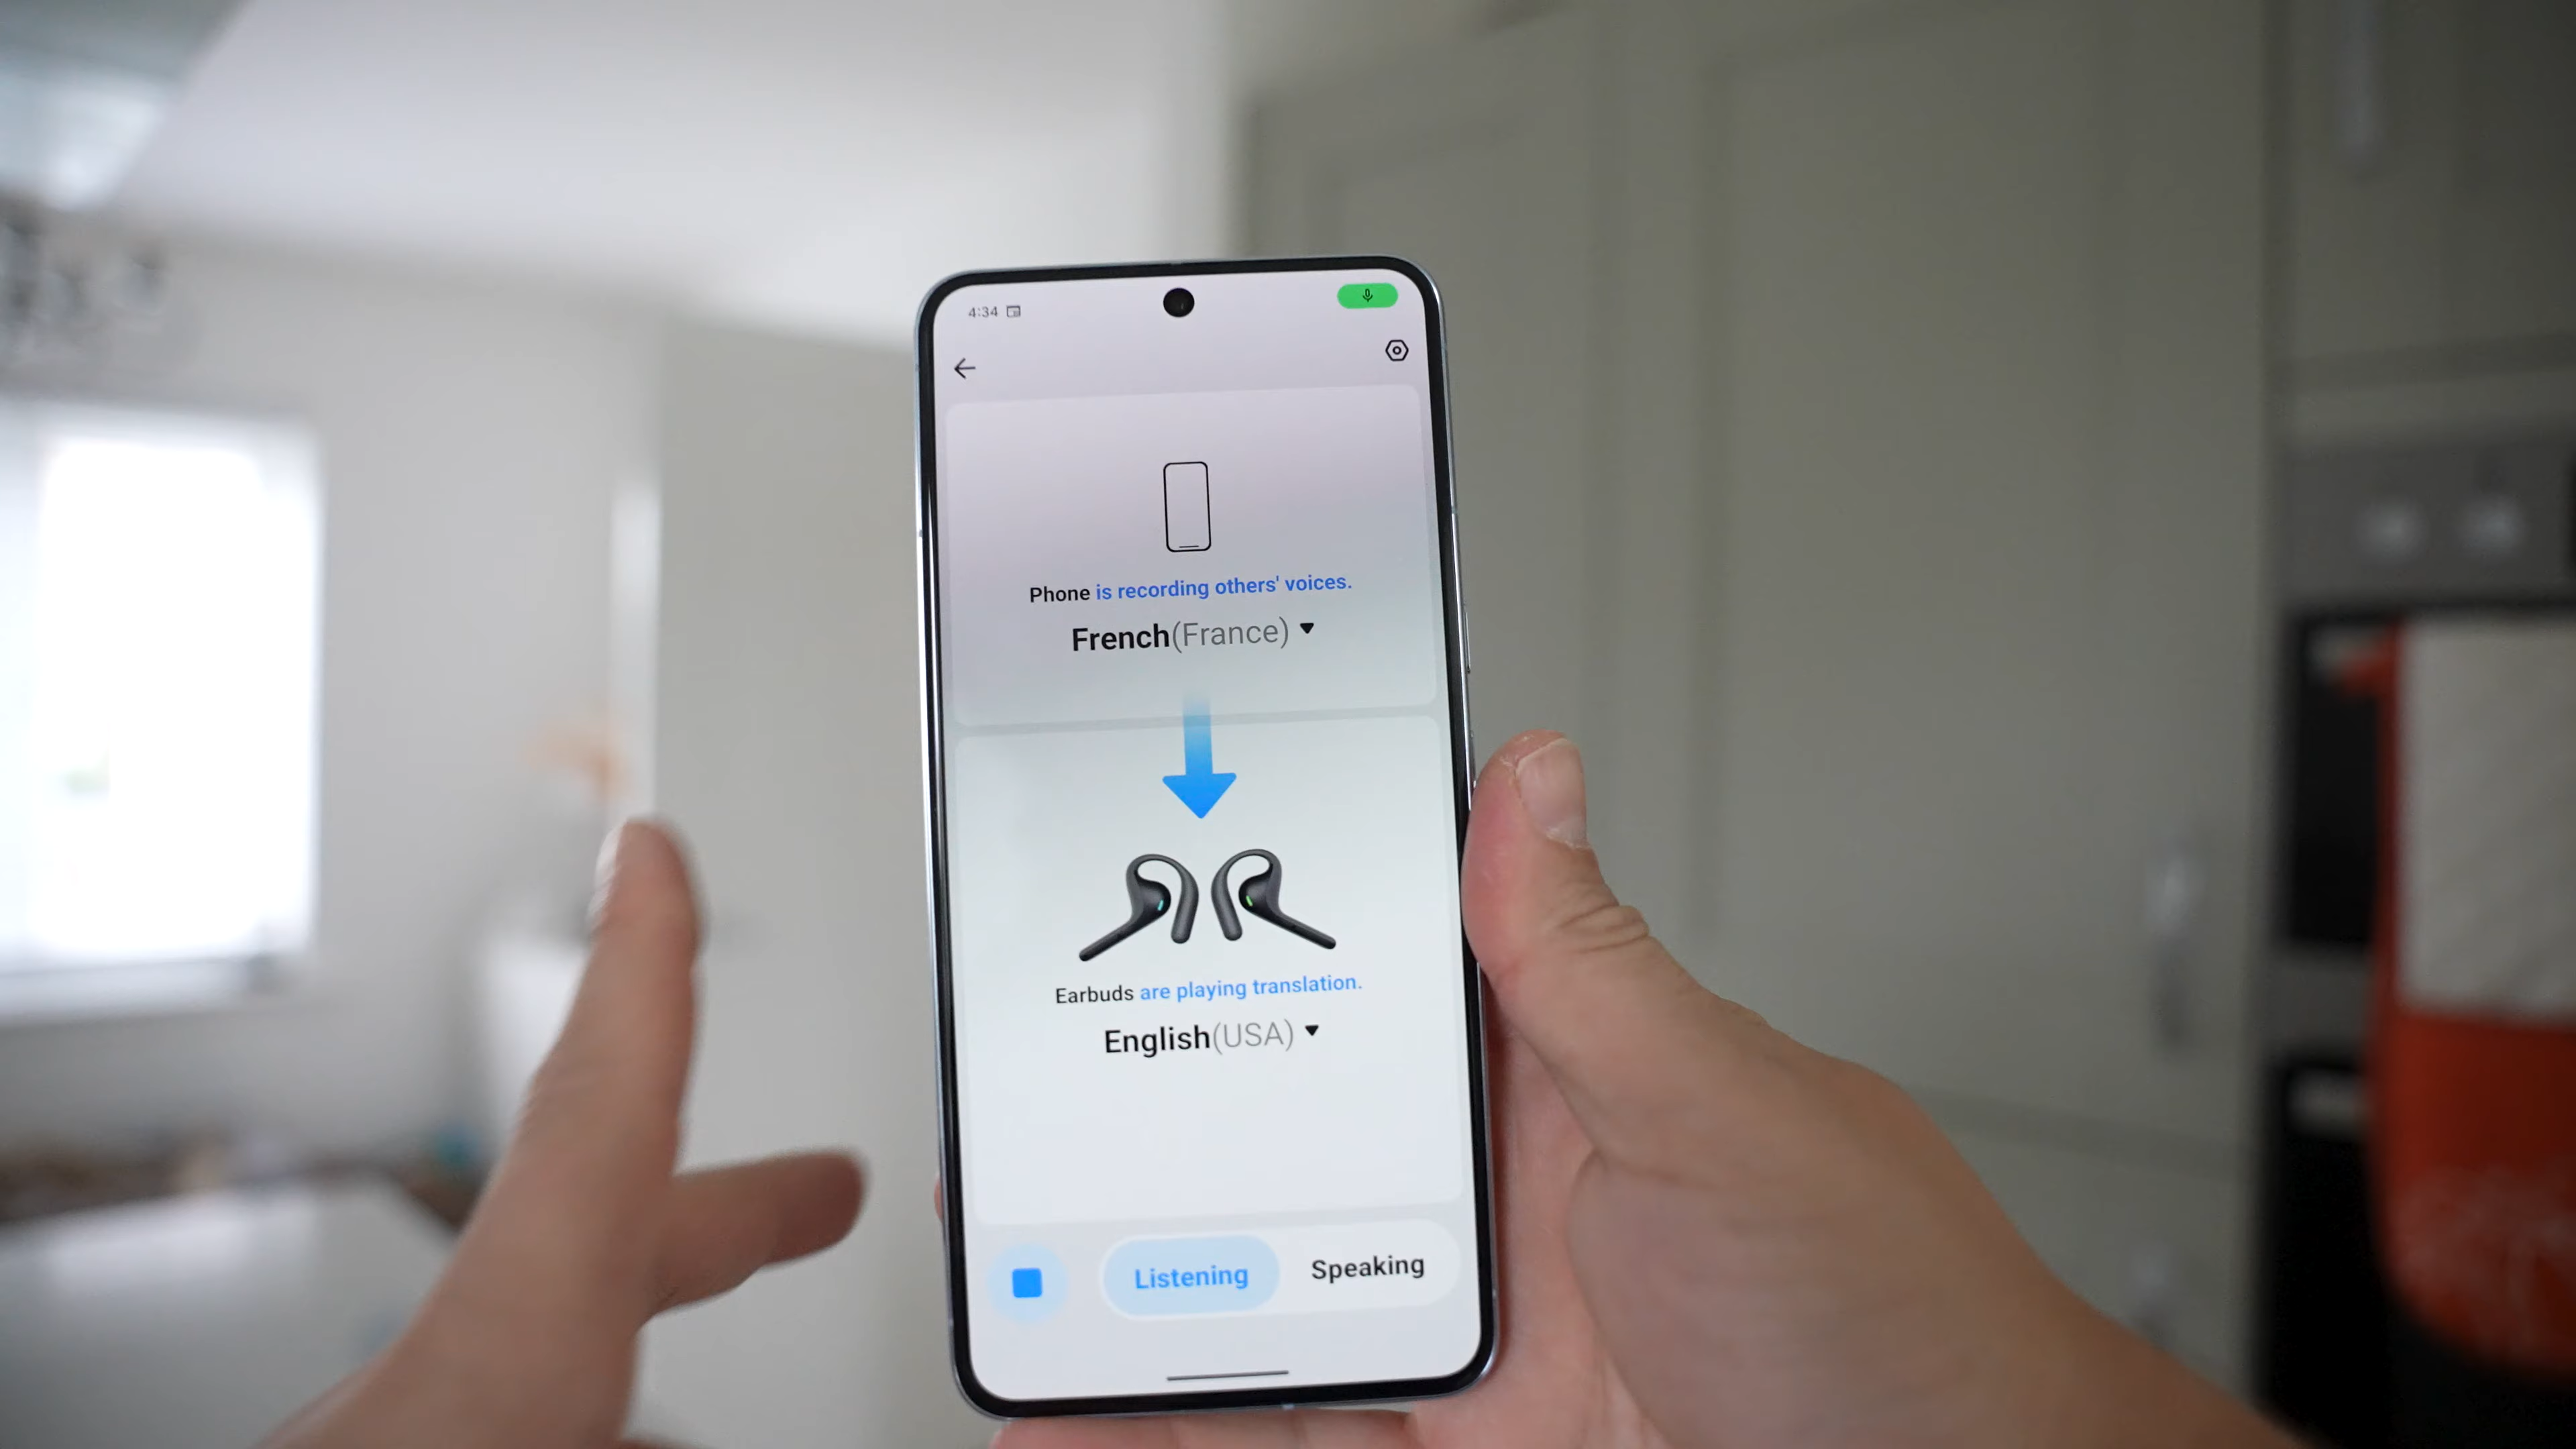 4:34
Phone is recording others' voices.
French(France)
Earbuds are playing translation.
English(USA)
Listening
Speaking